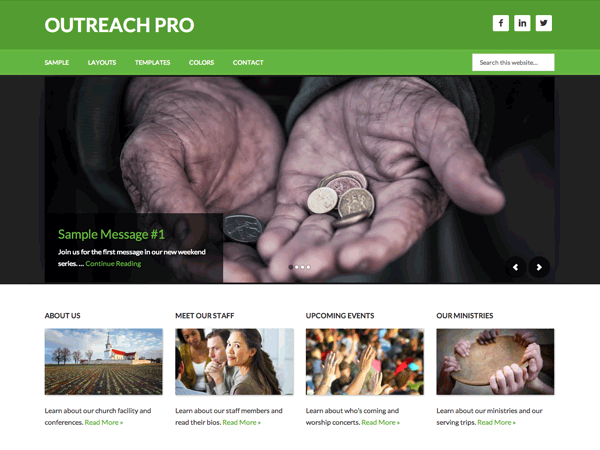 OUTREACH PRO
SAMPLE LAYOUTS TEMPLATES COLORS CONTACT
Search this website...
Sample Message #1
Join us for the first message in our new weekend
series. ... Continue Reading
ABOUT US
Learn about our church facility and
conferences. Read More »
MEET OUR STAFF
Learn about our staff members and
read their bios. Read More »
UPCOMING EVENTS
Learn about who's coming and
worship concerts. Read More »
OUR MINISTRIES
Learn about our ministries and our
serving trips. Read More »